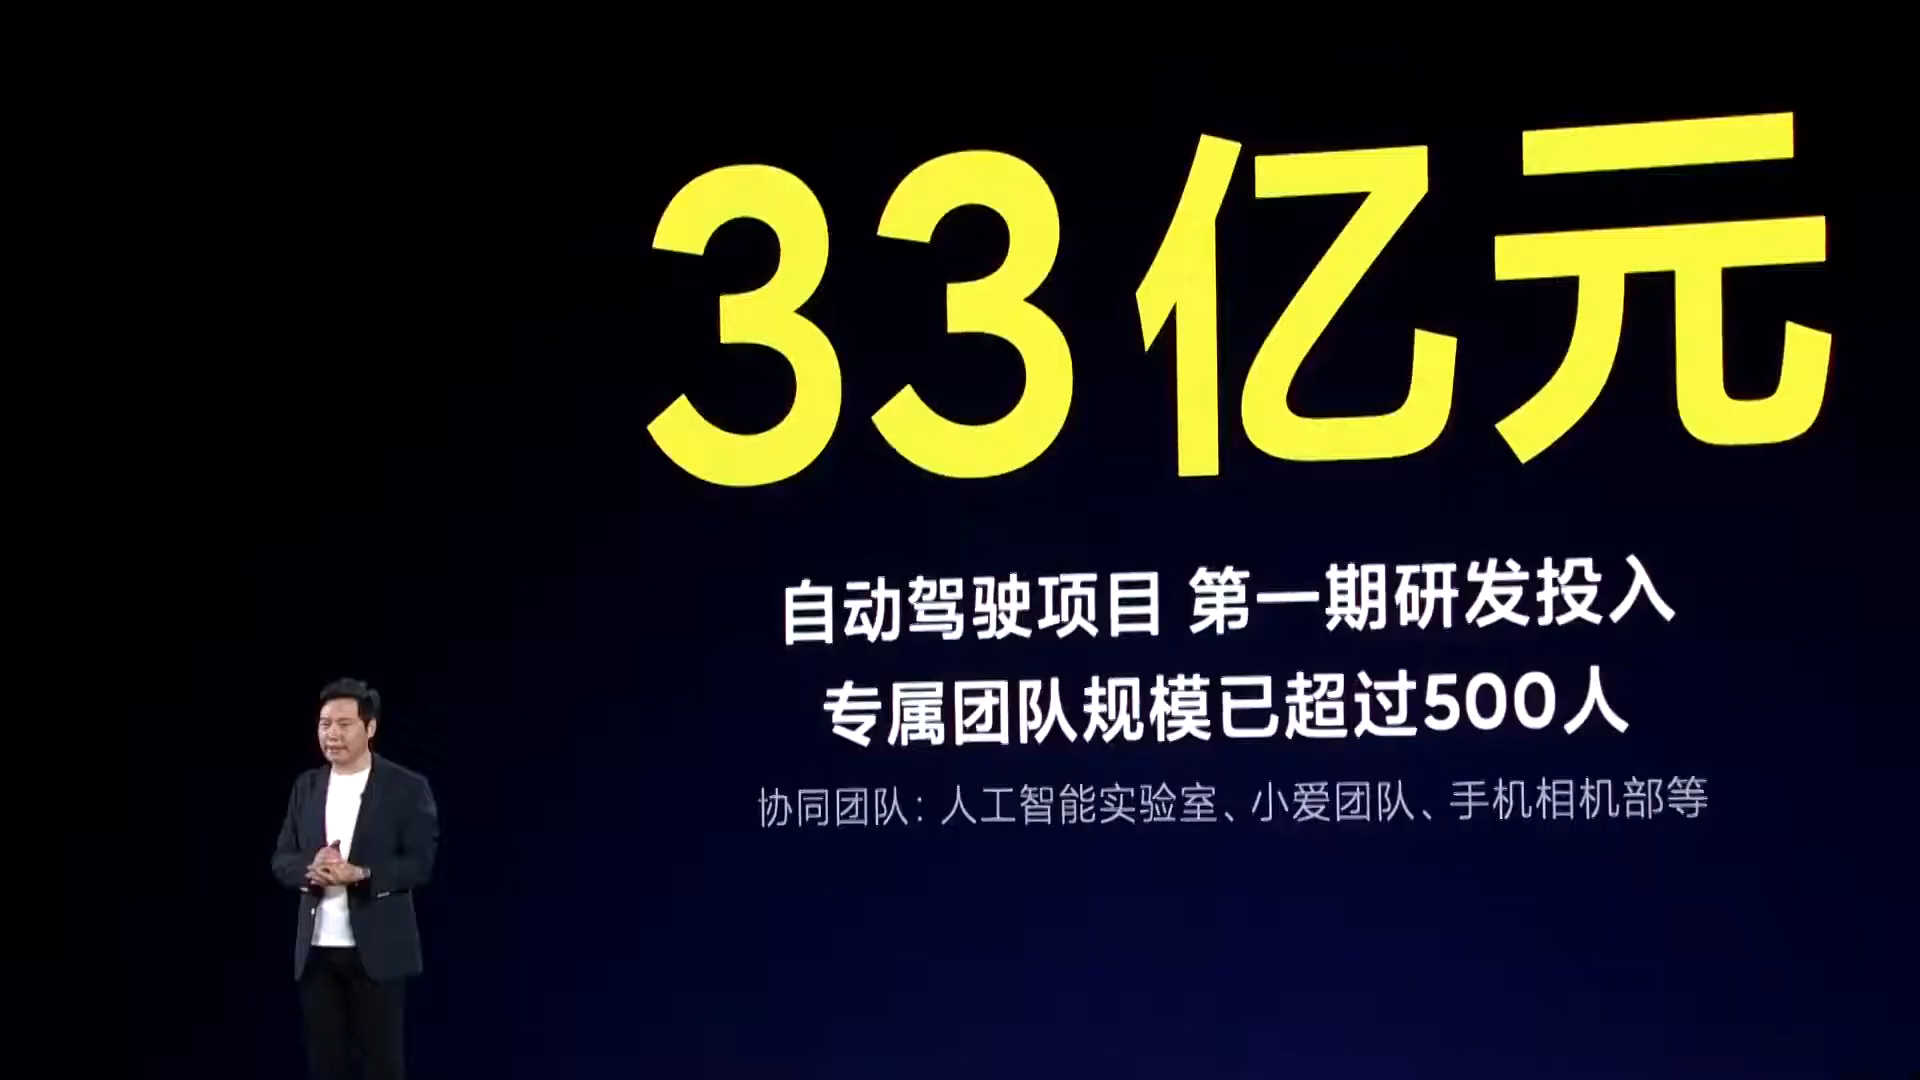 33亿元
自动驾驶项目 第一期研发投入
专属团队规模已超过500人
协同团队：人工智能实验室、小爱团队、手机相机部等